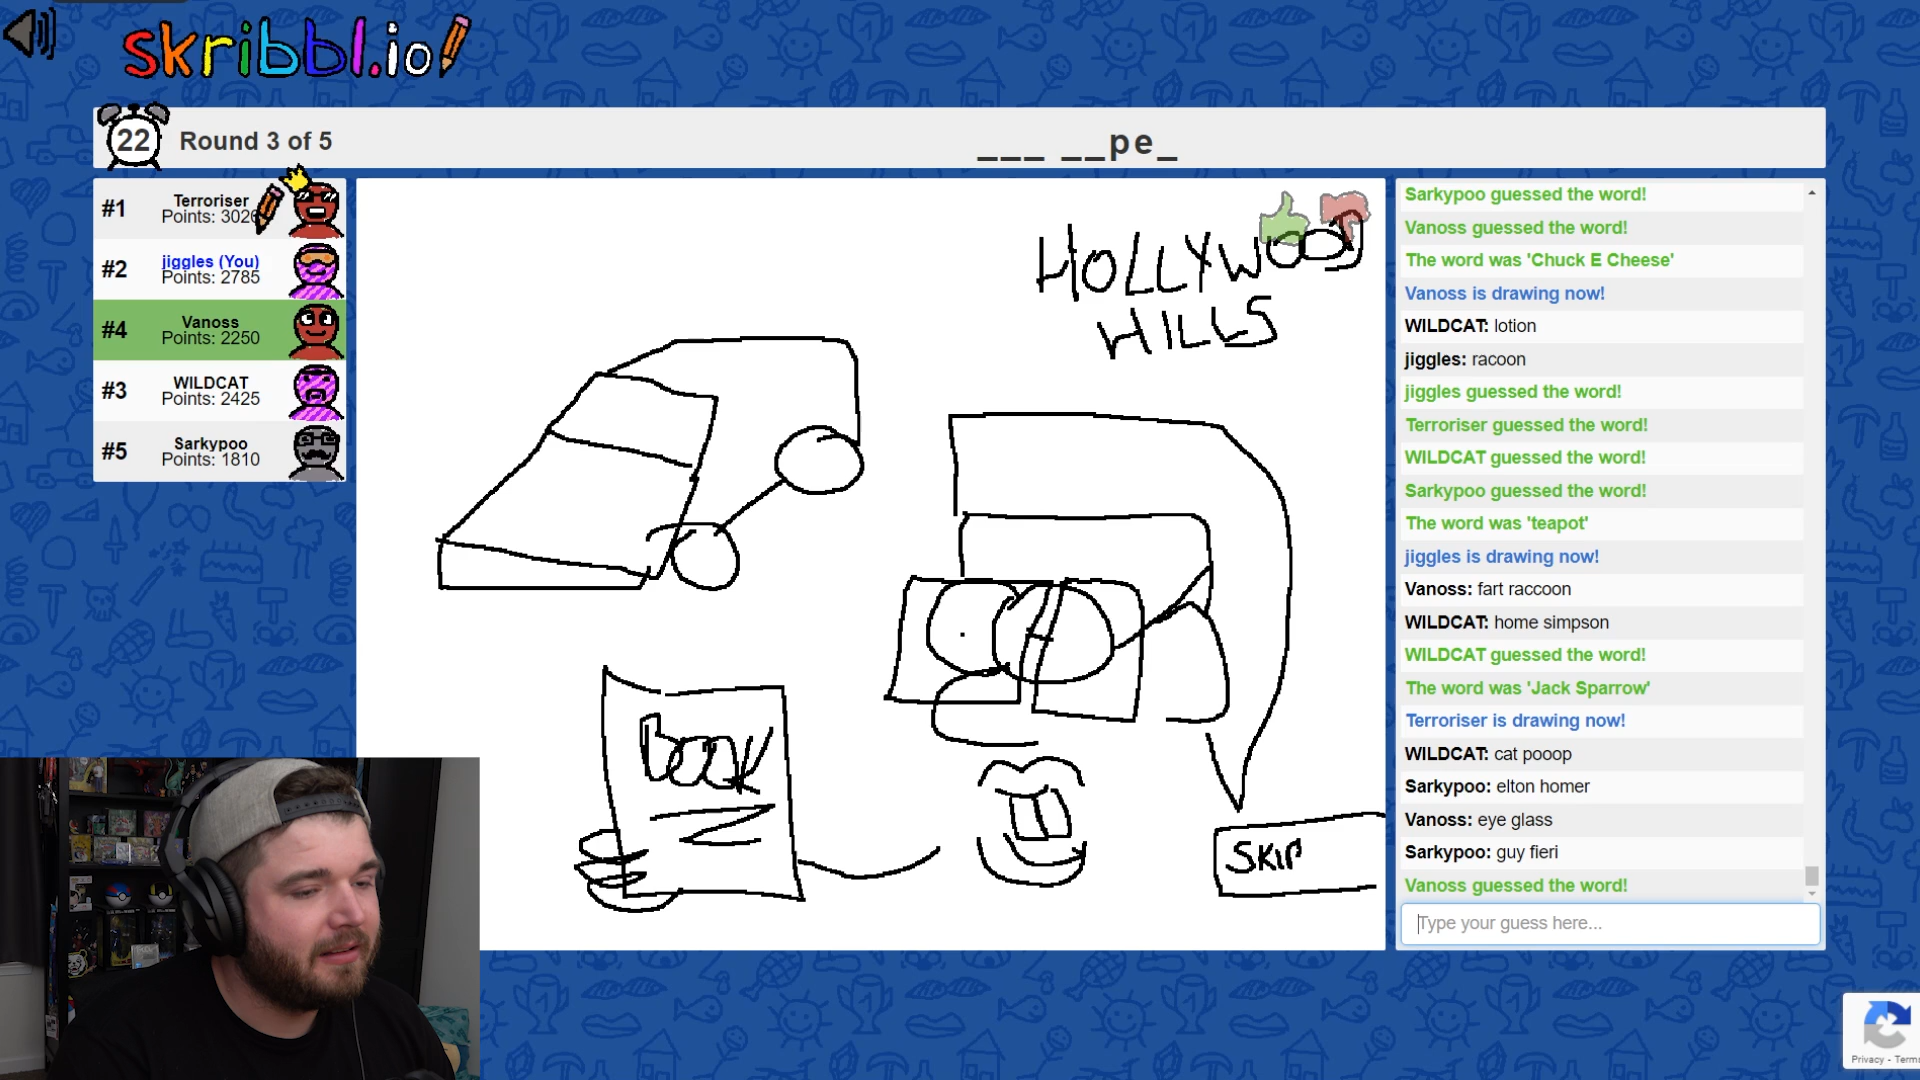 skribbl.io
22
Round 3 of 5
___ __pe_
#1
Terroriser
Points: 3026
#2
jiggles (You)
Points: 2785
#4
Vanoss
Points: 2250
#3
WILDCAT
Points: 2425
#5
Sarkypoo
Points: 1810
HOLLYWOOD
HILLS
book
SKIP
Sarkypoo guessed the word!
Vanoss guessed the word!
The word was 'Chuck E Cheese'
Vanoss is drawing now!
WILDCAT: lotion
jiggles: racoon
jiggles guessed the word!
Terroriser guessed the word!
WILDCAT guessed the word!
Sarkypoo guessed the word!
The word was 'teapot'
jiggles is drawing now!
Vanoss: fart raccoon
WILDCAT: home simpson
WILDCAT guessed the word!
The word was 'Jack Sparrow'
Terroriser is drawing now!
WILDCAT: cat pooop
Sarkypoo: elton homer
Vanoss: eye glass
Sarkypoo: guy fieri
Vanoss guessed the word!
Type your guess here...
Privacy - Terms